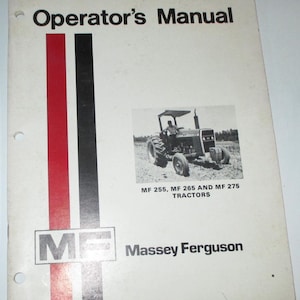 Operator's Manual
MF 255, MF 265 AND MF 275
TRACTORS
MF
Massey Ferguson